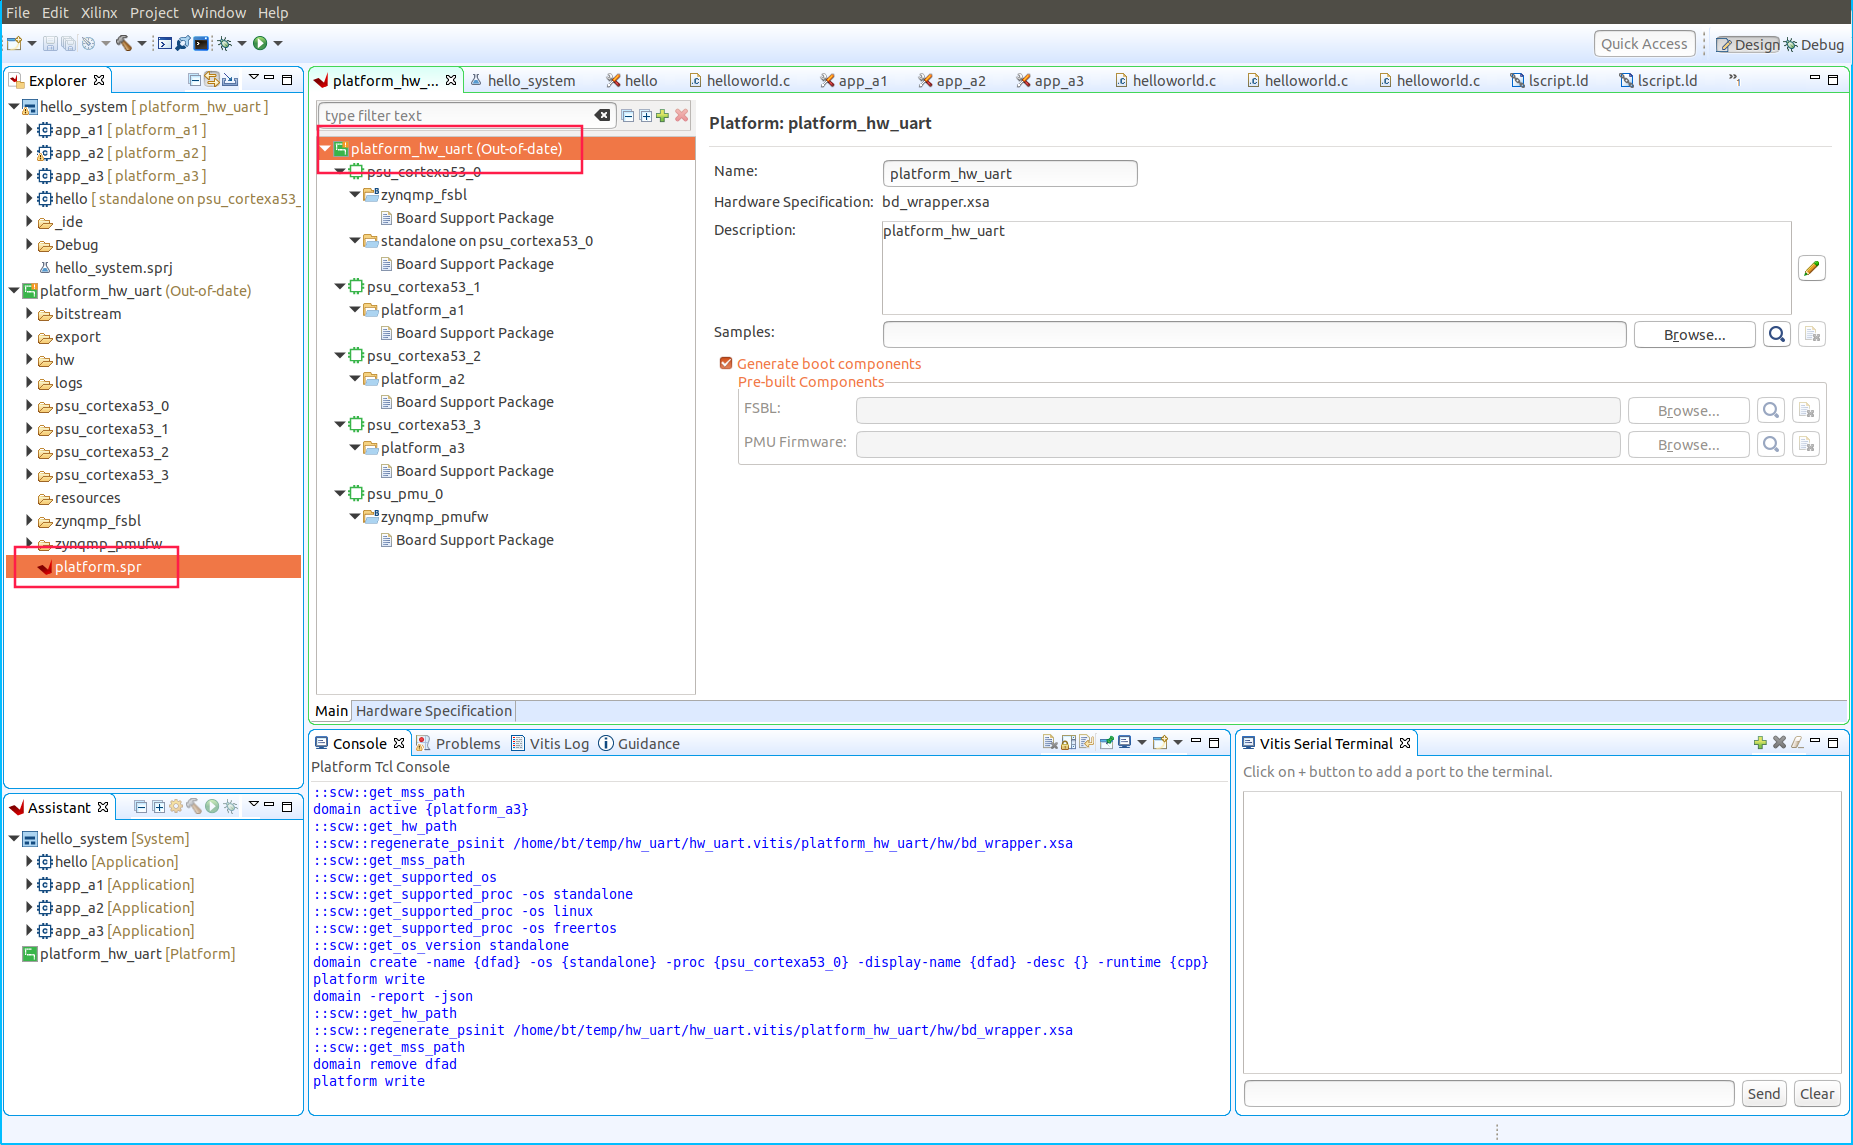 File Edit Xilinx Project Window Help
Quick Access
Design
Debug
Explorer
hello_system [ platform_hw_uart ]
app_a1 [ platform_a1 ]
app_a2 [ platform_a2 ]
app_a3 [ platform_a3 ]
hello [ standalone on psu_cortexa53_
_ide
Debug
hello_system.sprj
platform_hw_uart (Out-of-date)
bitstream
export
hw
logs
psu_cortexa53_0
psu_cortexa53_1
psu_cortexa53_2
psu_cortexa53_3
resources
zynqmp_fsbl
zynqmp_pmufw
platform.spr
Assistant
hello_system [System]
hello [Application]
app_a1 [Application]
app_a2 [Application]
app_a3 [Application]
platform_hw_uart [Platform]
platform_hw_... hello_system hello helloworld.c app_a1 app_a2 app_a3 helloworld.c helloworld.c helloworld.c lscript.ld lscript.ld »1
type filter text
platform_hw_uart (Out-of-date)
psu_cortexa53_0
zynqmp_fsbl
Board Support Package
standalone on psu_cortexa53_0
Board Support Package
psu_cortexa53_1
platform_a1
Board Support Package
psu_cortexa53_2
platform_a2
Board Support Package
psu_cortexa53_3
platform_a3
Board Support Package
psu_pmu_0
zynqmp_pmufw
Board Support Package
Platform: platform_hw_uart
Name: platform_hw_uart
Hardware Specification: bd_wrapper.xsa
Description: platform_hw_uart
Samples: Browse...
Generate boot components
Pre-built Components
FSBL: Browse...
PMU Firmware: Browse...
Main Hardware Specification
Console Problems Vitis Log Guidance
Platform Tcl Console
::scw::get_mss_path
domain active {platform_a3}
::scw::get_hw_path
::scw::regenerate_psinit /home/bt/temp/hw_uart/hw_uart.vitis/platform_hw_uart/hw/bd_wrapper.xsa
::scw::get_mss_path
::scw::get_supported_os
::scw::get_supported_proc -os standalone
::scw::get_supported_proc -os linux
::scw::get_supported_proc -os freertos
::scw::get_os_version standalone
domain create -name {dfad} -os {standalone} -proc {psu_cortexa53_0} -display-name {dfad} -desc {} -runtime {cpp}
platform write
domain -report -json
::scw::get_hw_path
::scw::regenerate_psinit /home/bt/temp/hw_uart/hw_uart.vitis/platform_hw_uart/hw/bd_wrapper.xsa
::scw::get_mss_path
domain remove dfad
platform write
Vitis Serial Terminal
Click on + button to add a port to the terminal.
Send Clear